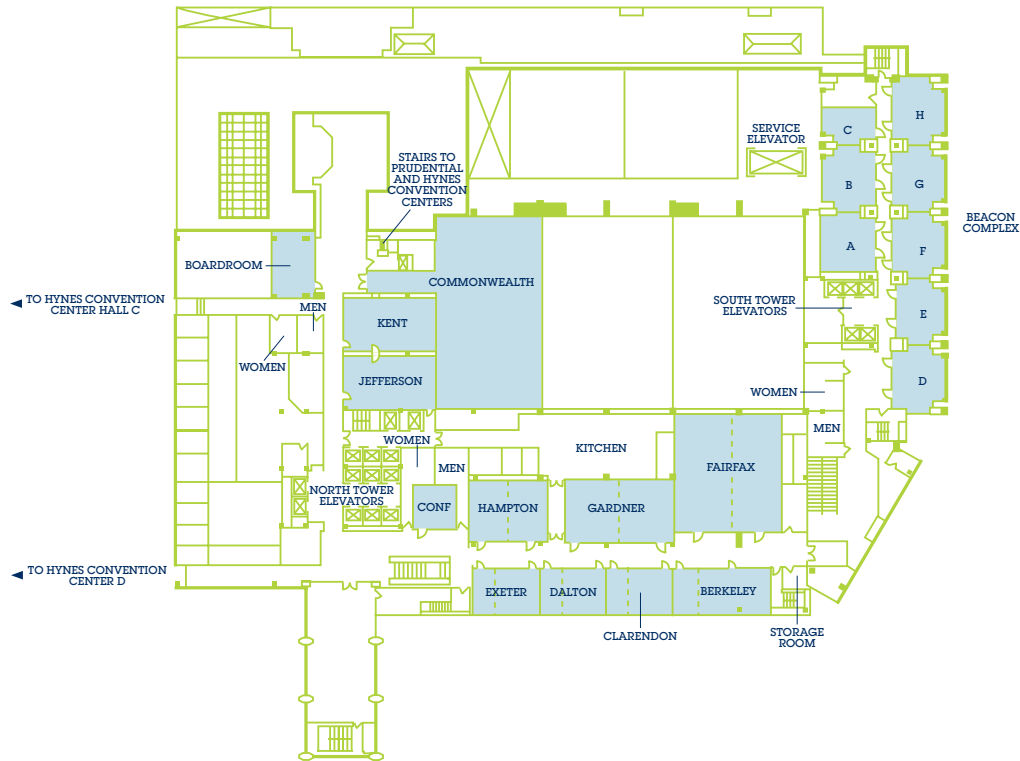 SERVICE
ELEVATOR
C
H
B
G
A
F
E
D
BEACON
COMPLEX
STAIRS TO
PRUDENTIAL
AND HYNES
CONVENTION
CENTERS
BOARDROOM
COMMONWEALTH
TO HYNES CONVENTION
CENTER HALL C
MEN
WOMEN
KENT
JEFFERSON
SOUTH TOWER
ELEVATORS
WOMEN
MEN
WOMEN
MEN
KITCHEN
NORTH TOWER
ELEVATORS
CONF
HAMPTON
GARDNER
FAIRFAX
TO HYNES CONVENTION
CENTER D
EXETER
DALTON
CLARENDON
BERKELEY
STORAGE
ROOM